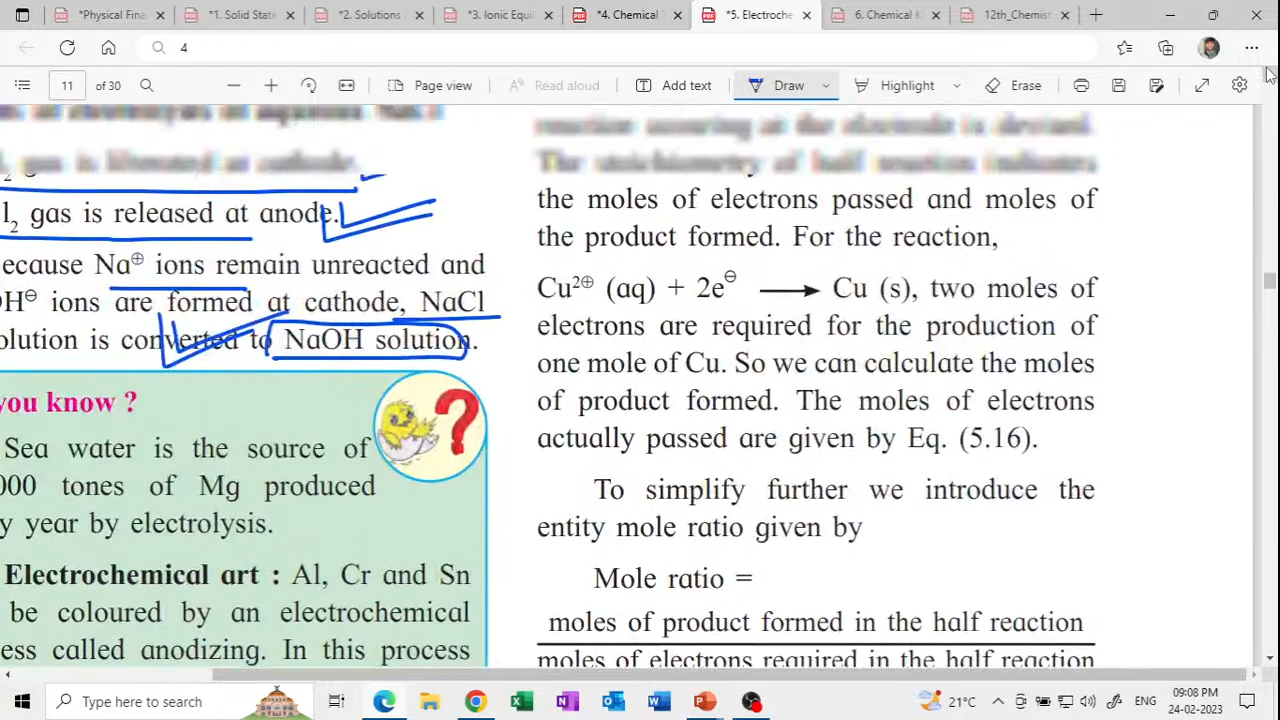 *Physical Fina
*1. Solid State
*2. Solutions
*3. Ionic Equi
*4. Chemical
*5. Electroche
6. Chemical K
12th_Chemis
4
11 of 30
Page view
Read aloud
Add text
Draw
Highlight
Erase
l2 gas is released at anode.
ecause Na⊕ ions remain unreacted and
OH⊖ ions are formed at cathode, NaCl
olution is converted to NaOH solution.
you know ?
Sea water is the source of
000 tones of Mg produced
y year by electrolysis.
Electrochemical art : Al, Cr and Sn
be coloured by an electrochemical
ess called anodizing. In this process
the moles of electrons passed and moles of
the product formed. For the reaction,
Cu2⊕ (aq) + 2e⊖ ⟶ Cu (s), two moles of
electrons are required for the production of
one mole of Cu. So we can calculate the moles
of product formed. The moles of electrons
actually passed are given by Eq. (5.16).
To simplify further we introduce the
entity mole ratio given by
Mole ratio =
moles of product formed in the half reaction
moles of electrons required in the half reaction
Type here to search
21°C
ENG
09:08 PM
24-02-2023